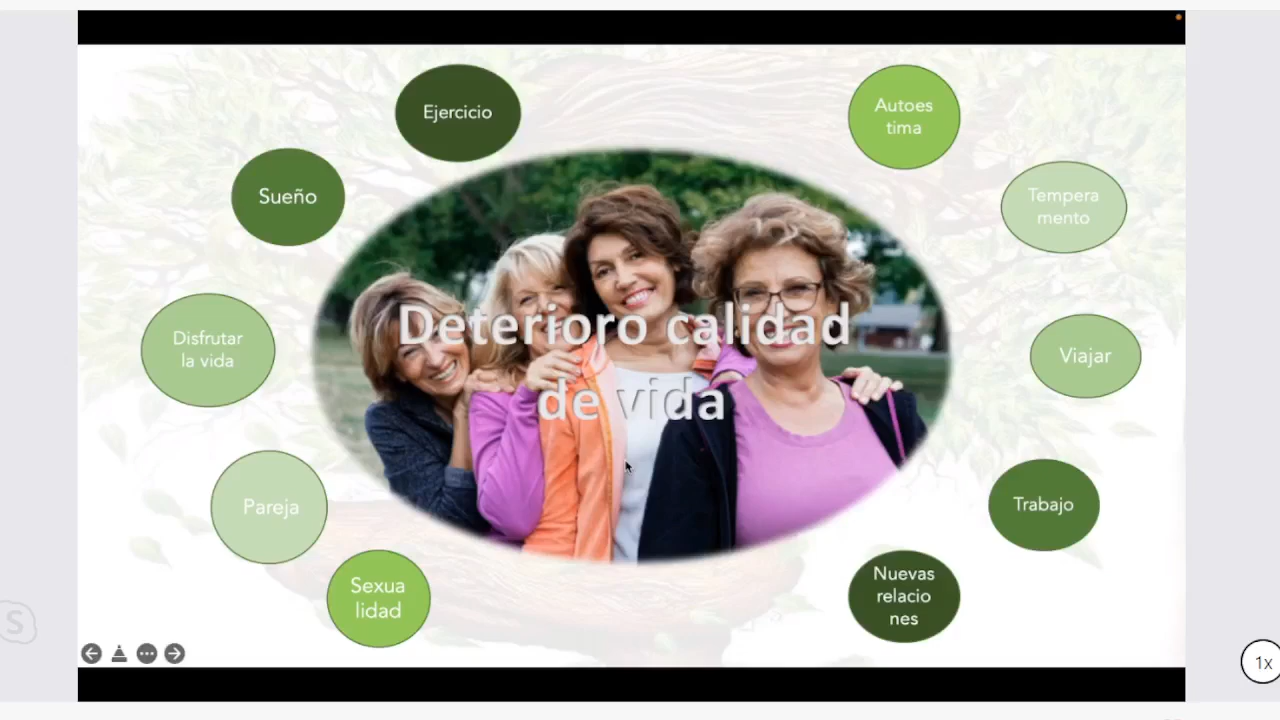 Ejercicio
Autoes
tima
Sueño
Tempera
mento
Deterioro calidad
de vida
Disfrutar
la vida
Viajar
Pareja
Trabajo
Sexua
lidad
Nuevas
relacio
nes
S
1x